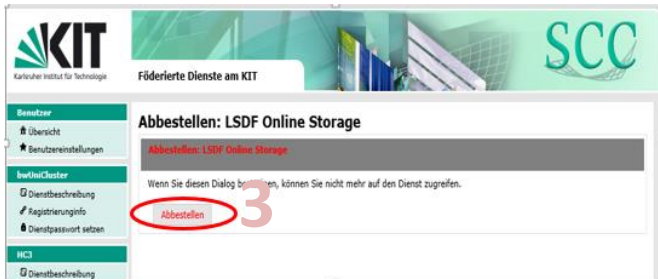 KIT
Karlsruher Institut für Technologie
Föderierte Dienste am KIT
SCC
Benutzer
Übersicht
Benutzereinstellungen
bwUniCluster
Dienstbeschreibung
Registrierunginfo
Dienstpasswort setzen
HC3
Dienstbeschreibung
Abbestellen: LSDF Online Storage
Abbestellen: LSDF Online Storage
Wenn Sie diesen Dialog können Sie nicht mehr auf den Dienst zugreifen.
Abbestellen
3